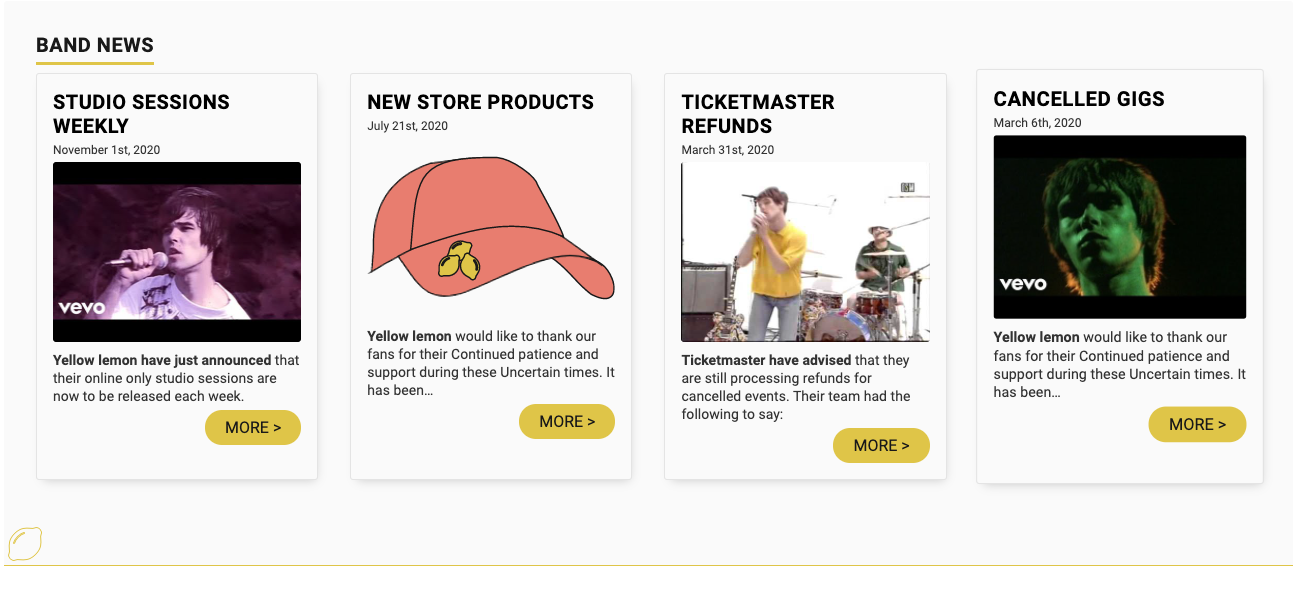 BAND NEWS
STUDIO SESSIONS
WEEKLY
November 1st, 2020
vevo
Yellow lemon have just announced that
their online only studio sessions are
now to be released each week.
MORE >
NEW STORE PRODUCTS
July 21st, 2020
Yellow lemon would like to thank our
fans for their Continued patience and
support during these Uncertain times. It
has been…
MORE >
TICKETMASTER
REFUNDS
March 31st, 2020
Ticketmaster have advised that they
are still processing refunds for
cancelled events. Their team had the
following to say:
MORE >
CANCELLED GIGS
March 6th, 2020
vevo
Yellow lemon would like to thank our
fans for their Continued patience and
support during these Uncertain times. It
has been…
MORE >